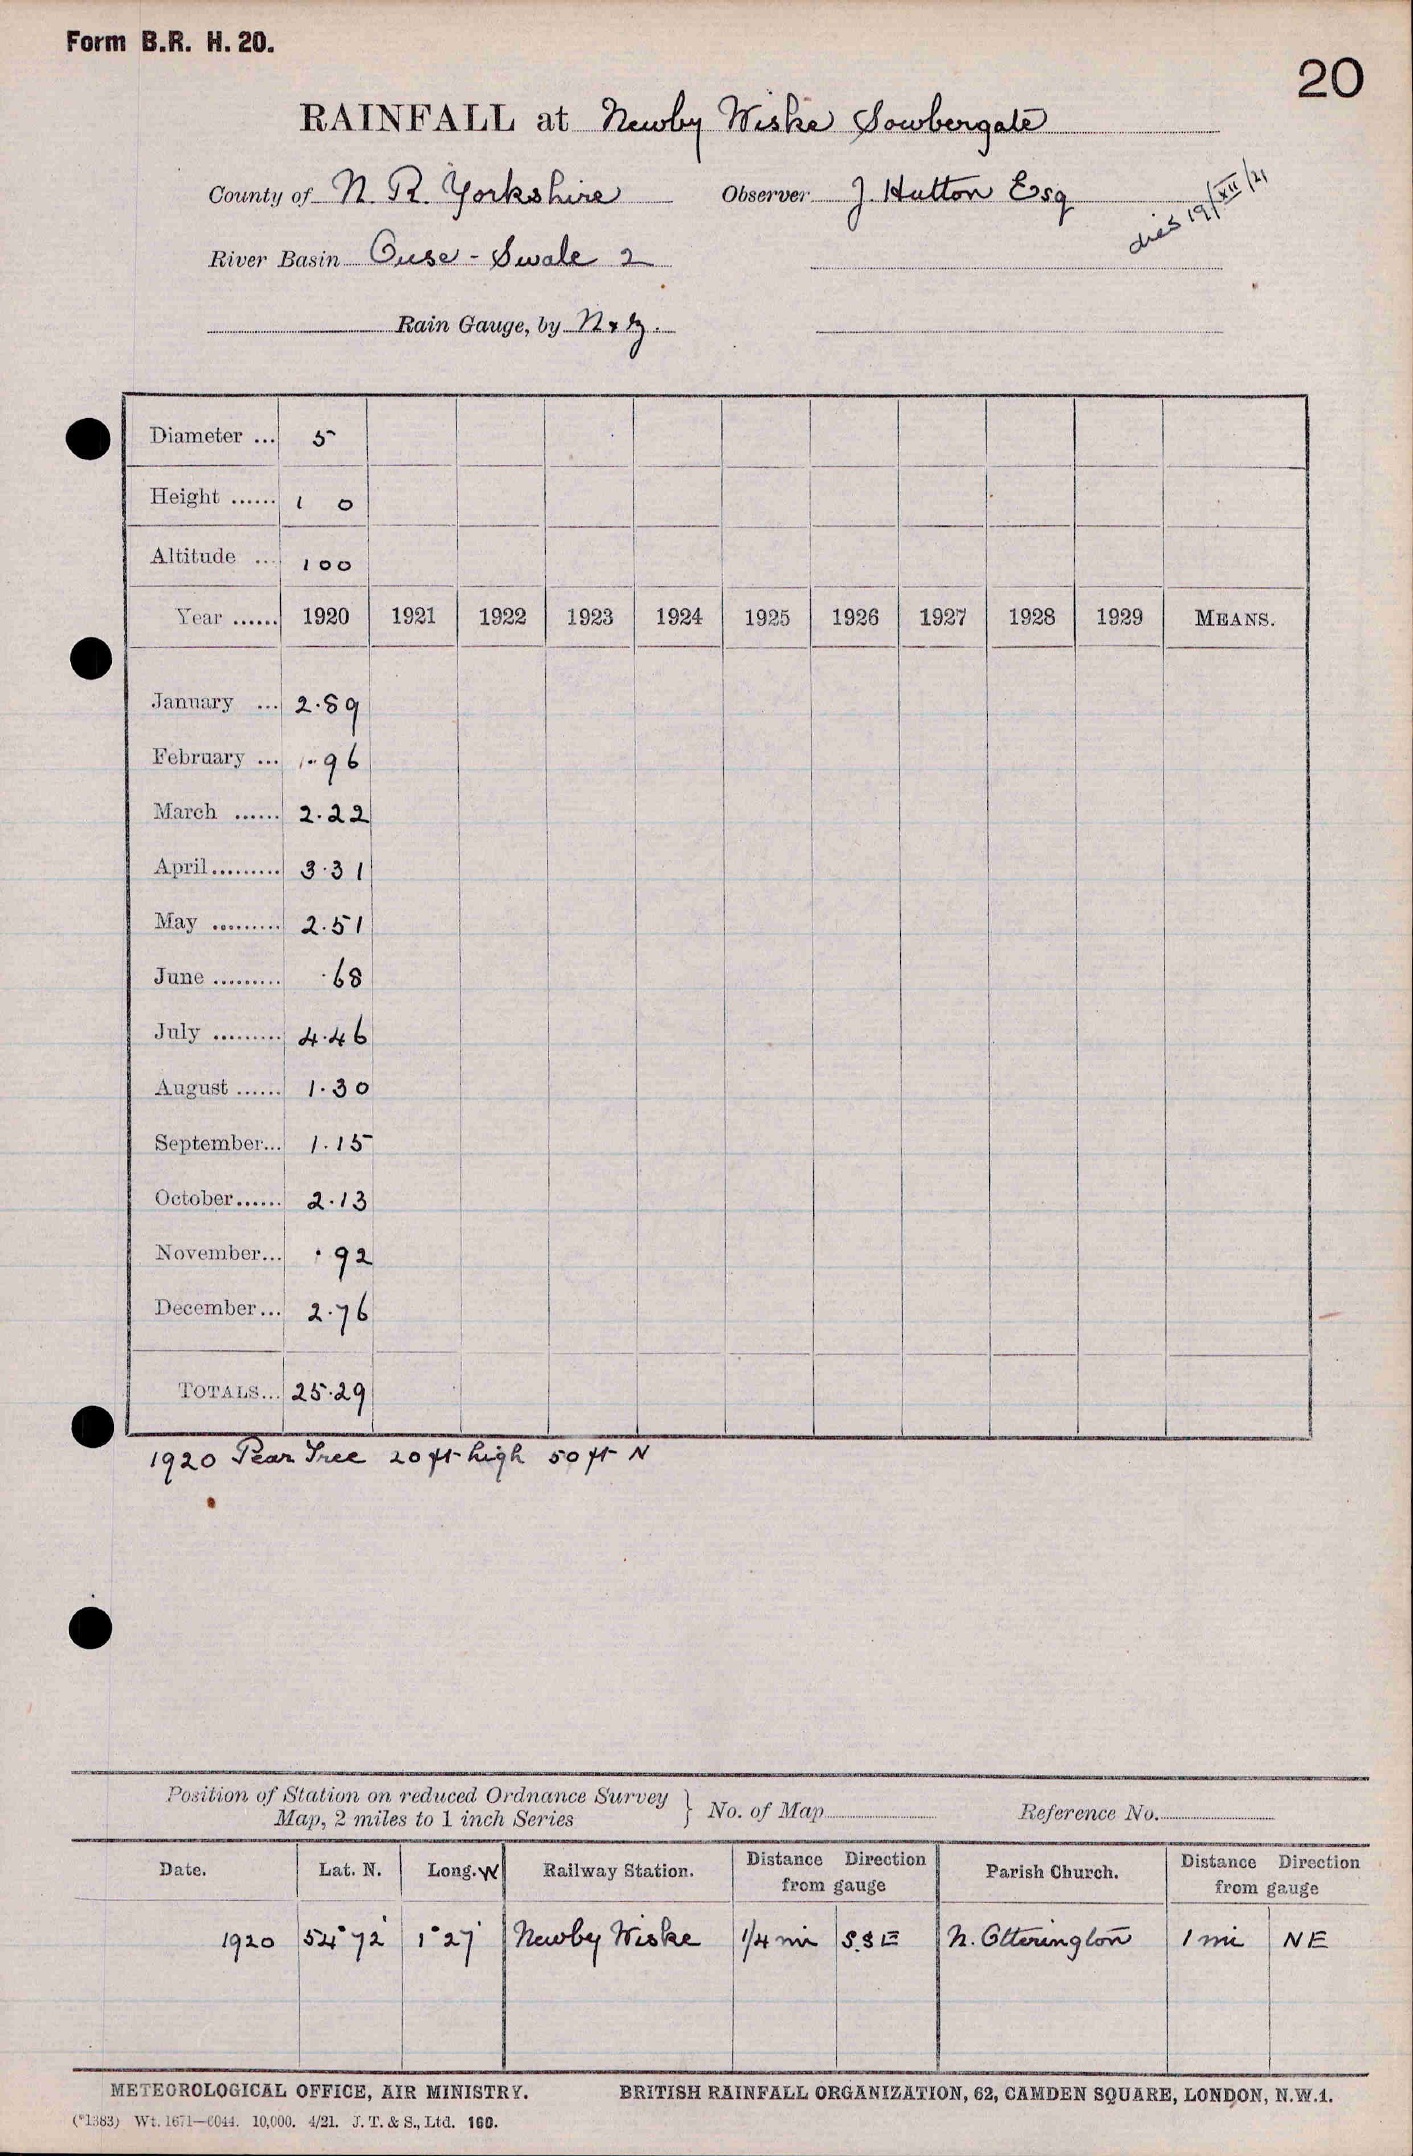 Form B.R. H. 20.
20
RAINFALL at Newby Wiske Sowbergate
County of N. R. Yorkshire Observer J. Hutton Esq
died 19/XII/21
River Basin Ouse - Swale 2
Rain Gauge, by N & Z.
Diameter ... 5
Height ...... 1 0
Altitude ... 100
Year ...... 1920 1921 1922 1923 1924 1925 1926 1927 1928 1929 MEANS.
January ... 2·89
February ... ·96
March ...... 2·22
April......... 3·31
May ......... 2·51
June ......... ·68
July ......... 4·46
August ...... 1·30
September... 1·15
October...... 2·13
November... ·92
December... 2·76
TOTALS... 25·29
1920 Pear Tree 20 ft high 50 ft N
Position of Station on reduced Ordnance Survey
Map, 2 miles to 1 inch Series } No. of Map Reference No.
Date. Lat. N. Long. W Railway Station. Distance Direction from gauge Parish Church. Distance Direction from gauge
1920 54° 72' 1° 27' Newby Wiske 1/4 mi S.S E N. Otterington 1 mi NE
METEOROLOGICAL OFFICE, AIR MINISTRY. BRITISH RAINFALL ORGANIZATION, 62, CAMDEN SQUARE, LONDON, N.W.1.
(*1383) Wt. 1671—6044. 10,000. 4/21. J. T. & S., Ltd. 160.